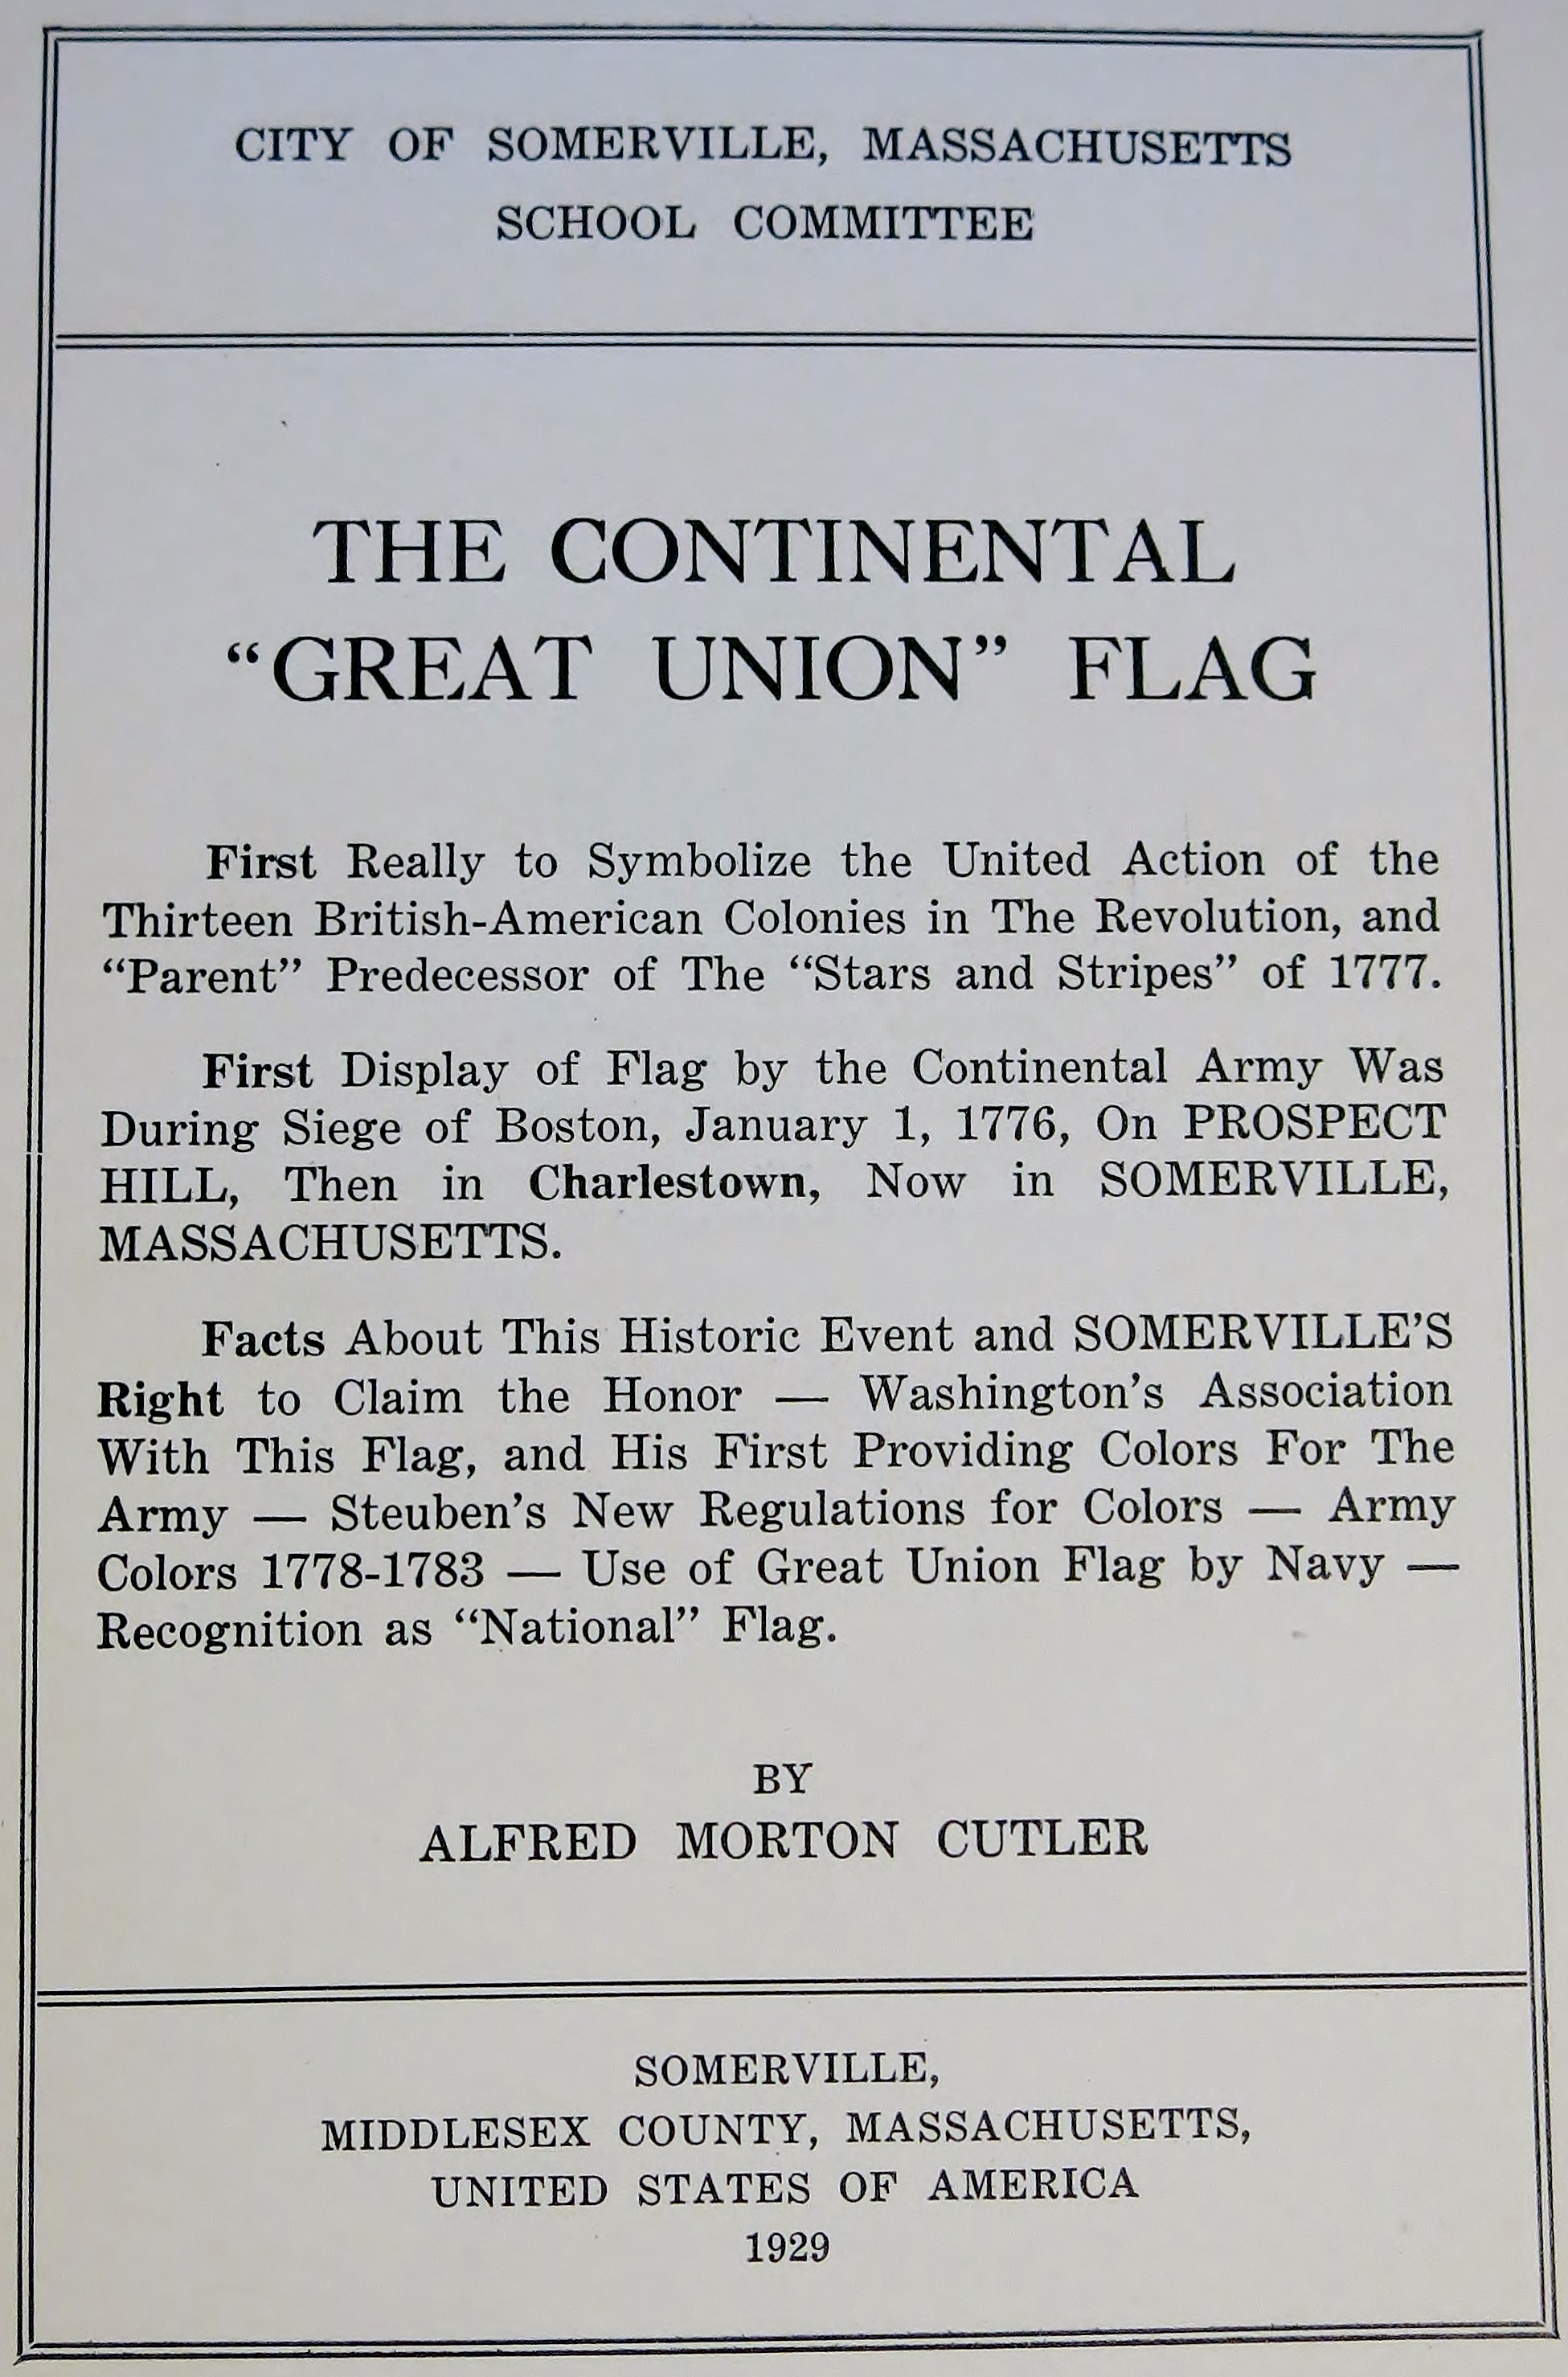 CITY OF SOMERVILLE, MASSACHUSETTS
SCHOOL COMMITTEE
THE CONTINENTAL
“GREAT UNION” FLAG
First Really to Symbolize the United Action of the
Thirteen British-American Colonies in The Revolution, and
“Parent” Predecessor of The “Stars and Stripes” of 1777.
First Display of Flag by the Continental Army Was
During Siege of Boston, January 1, 1776, On PROSPECT
HILL, Then in Charlestown, Now in SOMERVILLE,
MASSACHUSETTS.
Facts About This Historic Event and SOMERVILLE’S
Right to Claim the Honor — Washington’s Association
With This Flag, and His First Providing Colors For The
Army — Steuben’s New Regulations for Colors — Army
Colors 1778-1783 — Use of Great Union Flag by Navy —
Recognition as “National” Flag.
BY
ALFRED MORTON CUTLER
SOMERVILLE,
MIDDLESEX COUNTY, MASSACHUSETTS,
UNITED STATES OF AMERICA
1929